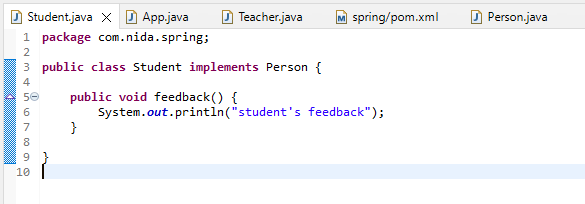 Student.java App.java Teacher.java spring/pom.xml Person.java
1 package com.nida.spring;
2
3 public class Student implements Person {
4
5 public void feedback() {
6 System.out.println("student's feedback");
7 }
8
9 }
10